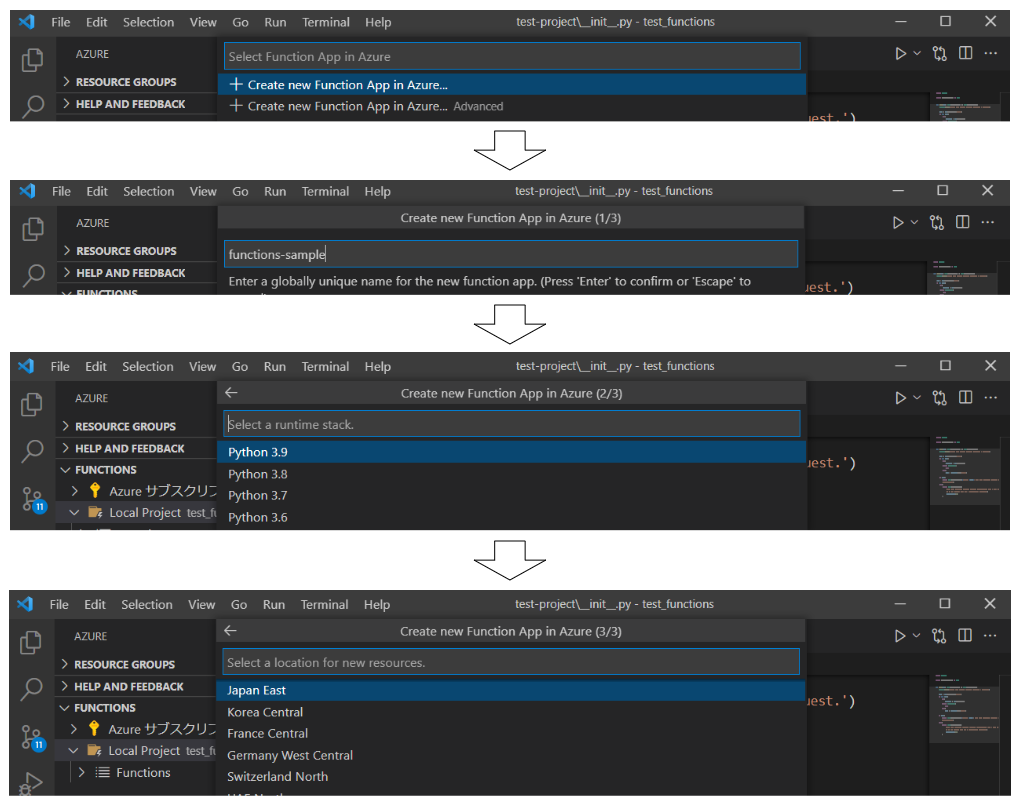 File Edit Selection View Go Run Terminal Help test-project\__init__.py - test_functions
AZURE
Select Function App in Azure
RESOURCE GROUPS
+ Create new Function App in Azure...
HELP AND FEEDBACK
+ Create new Function App in Azure... Advanced
uest.')
File Edit Selection View Go Run Terminal Help test-project\__init__.py - test_functions
AZURE
Create new Function App in Azure (1/3)
RESOURCE GROUPS
functions-sample
HELP AND FEEDBACK
Enter a globally unique name for the new function app. (Press 'Enter' to confirm or 'Escape' to
FUNCTIONS
uest.')
File Edit Selection View Go Run Terminal Help test-project\__init__.py - test_functions
AZURE
Create new Function App in Azure (2/3)
RESOURCE GROUPS
Select a runtime stack.
HELP AND FEEDBACK
Python 3.9
FUNCTIONS
Python 3.8
uest.')
Azure サブスクリプ
Python 3.7
11
Local Project test_fu
Python 3.6
File Edit Selection View Go Run Terminal Help test-project\__init__.py - test_functions
AZURE
Create new Function App in Azure (3/3)
RESOURCE GROUPS
Select a location for new resources.
HELP AND FEEDBACK
Japan East
FUNCTIONS
Korea Central
uest.')
Azure サブスクリプ
France Central
11
Local Project test_fu
Germany West Central
Functions
Switzerland North